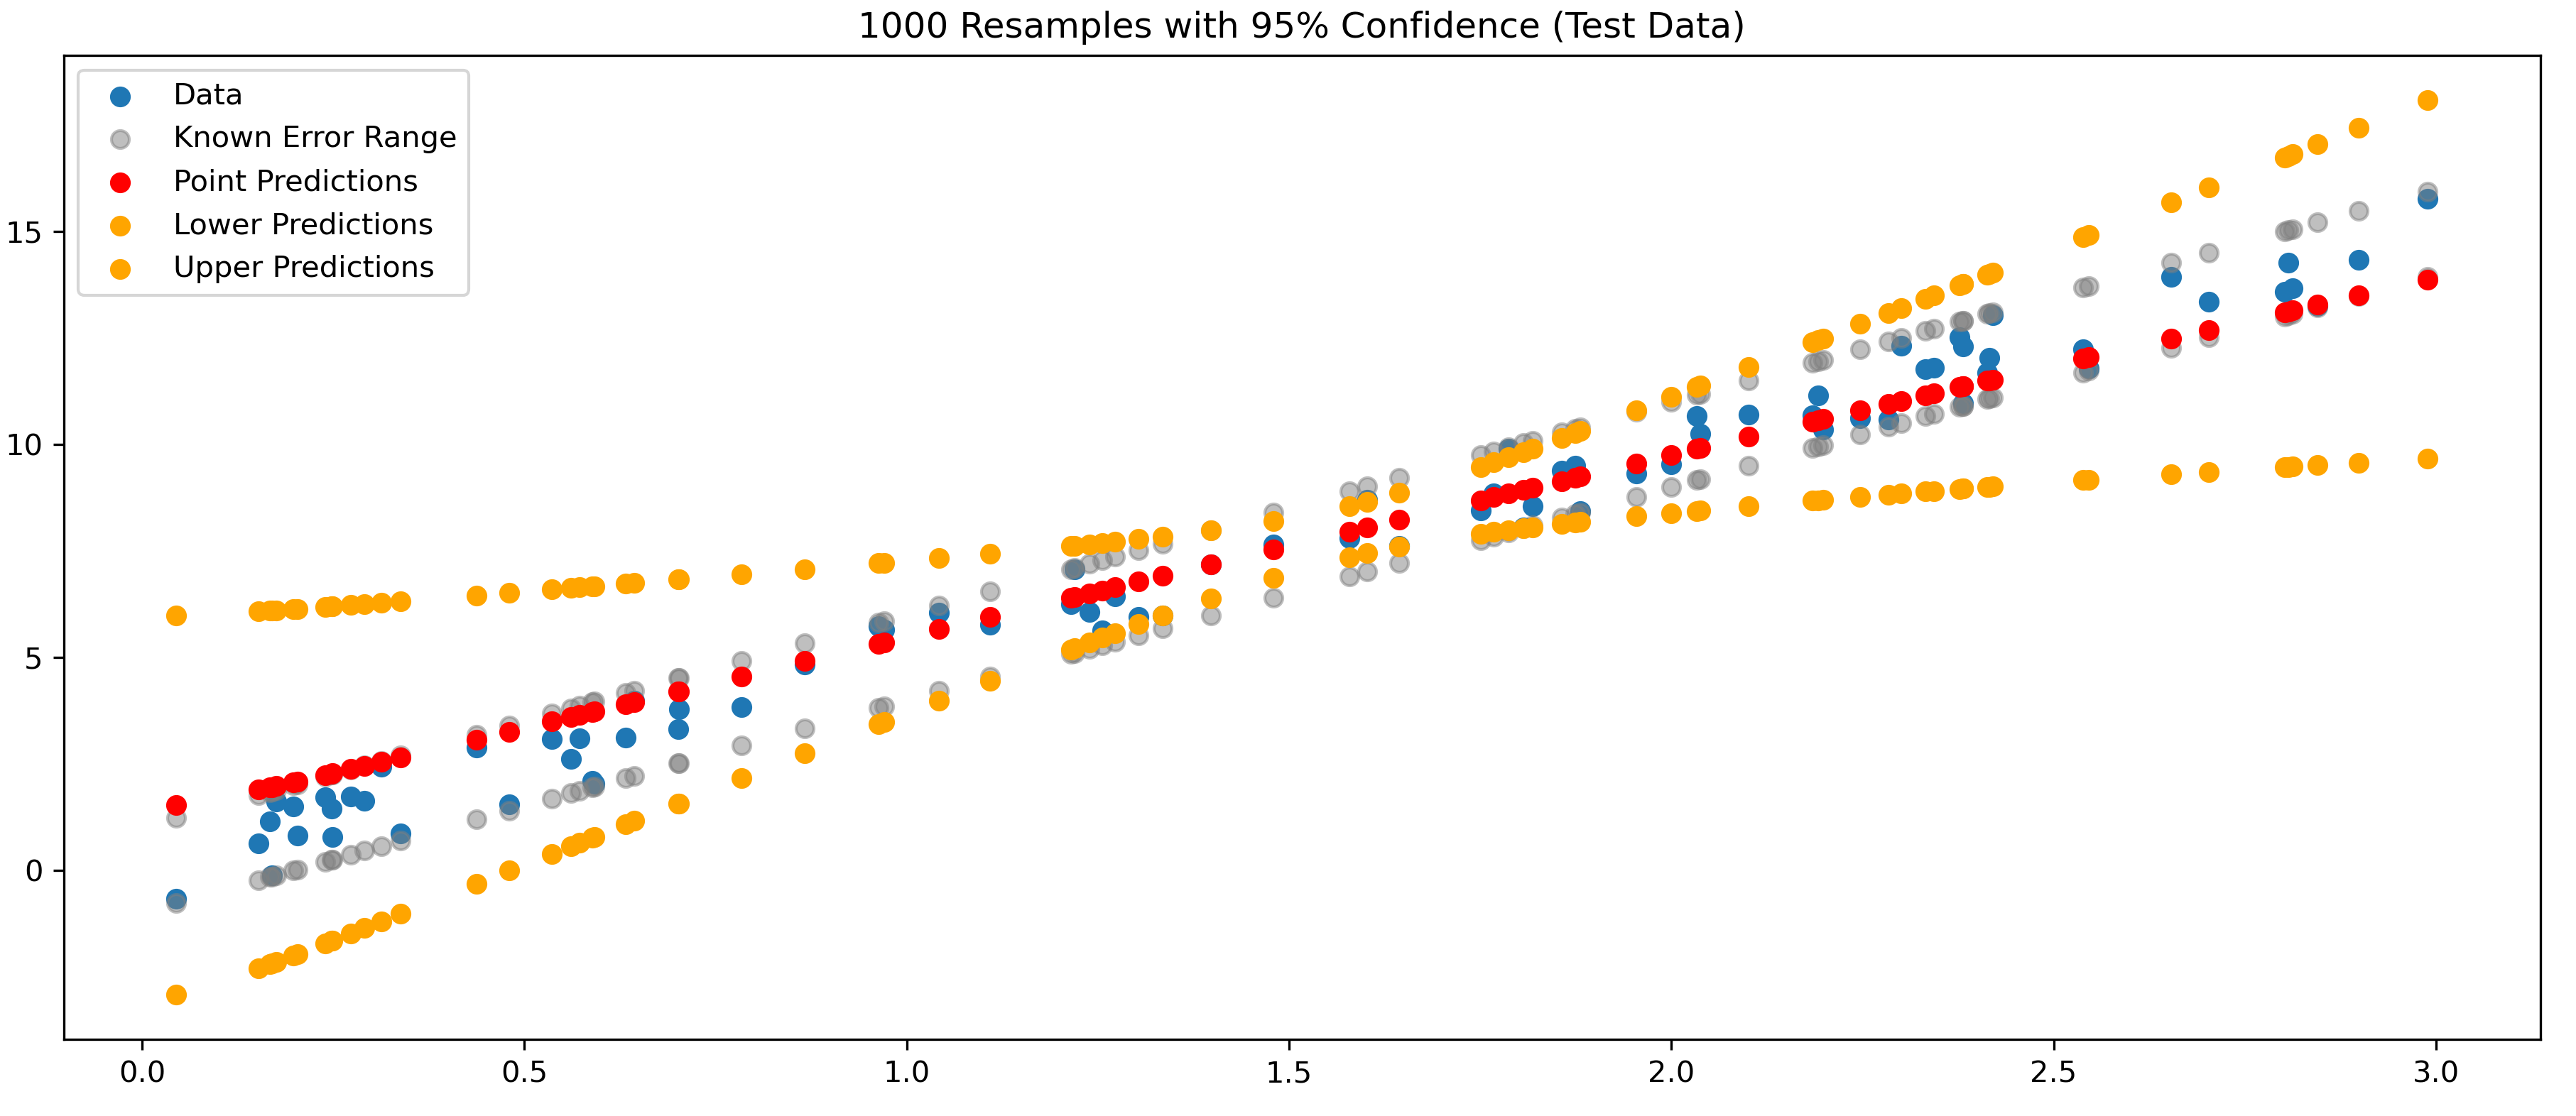 1000 Resamples with 95% Confidence (Test Data)
Data
Known Error Range
Point Predictions
Lower Predictions
Upper Predictions
15
10
5
0
0.0 0.5 1.0 1.5 2.0 2.5 3.0